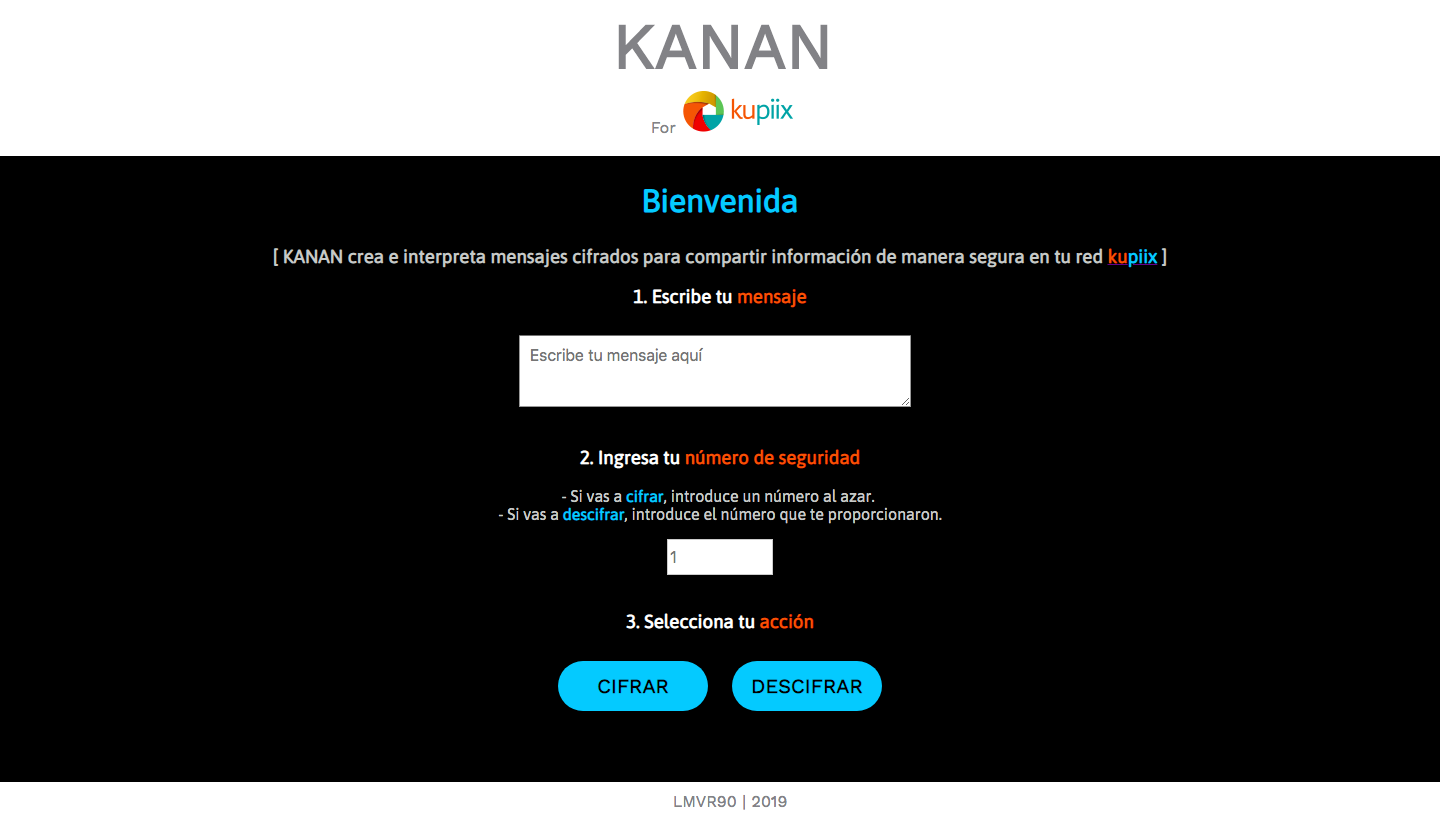 KANAN
For kupiix
Bienvenida
[ KANAN crea e interpreta mensajes cifrados para compartir información de manera segura en tu red kupiix ]
1. Escribe tu mensaje
Escribe tu mensaje aquí
2. Ingresa tu número de seguridad
- Si vas a cifrar, introduce un número al azar.
- Si vas a descifrar, introduce el número que te proporcionaron.
1
3. Selecciona tu acción
CIFRAR DESCIFRAR
LMVR90 | 2019